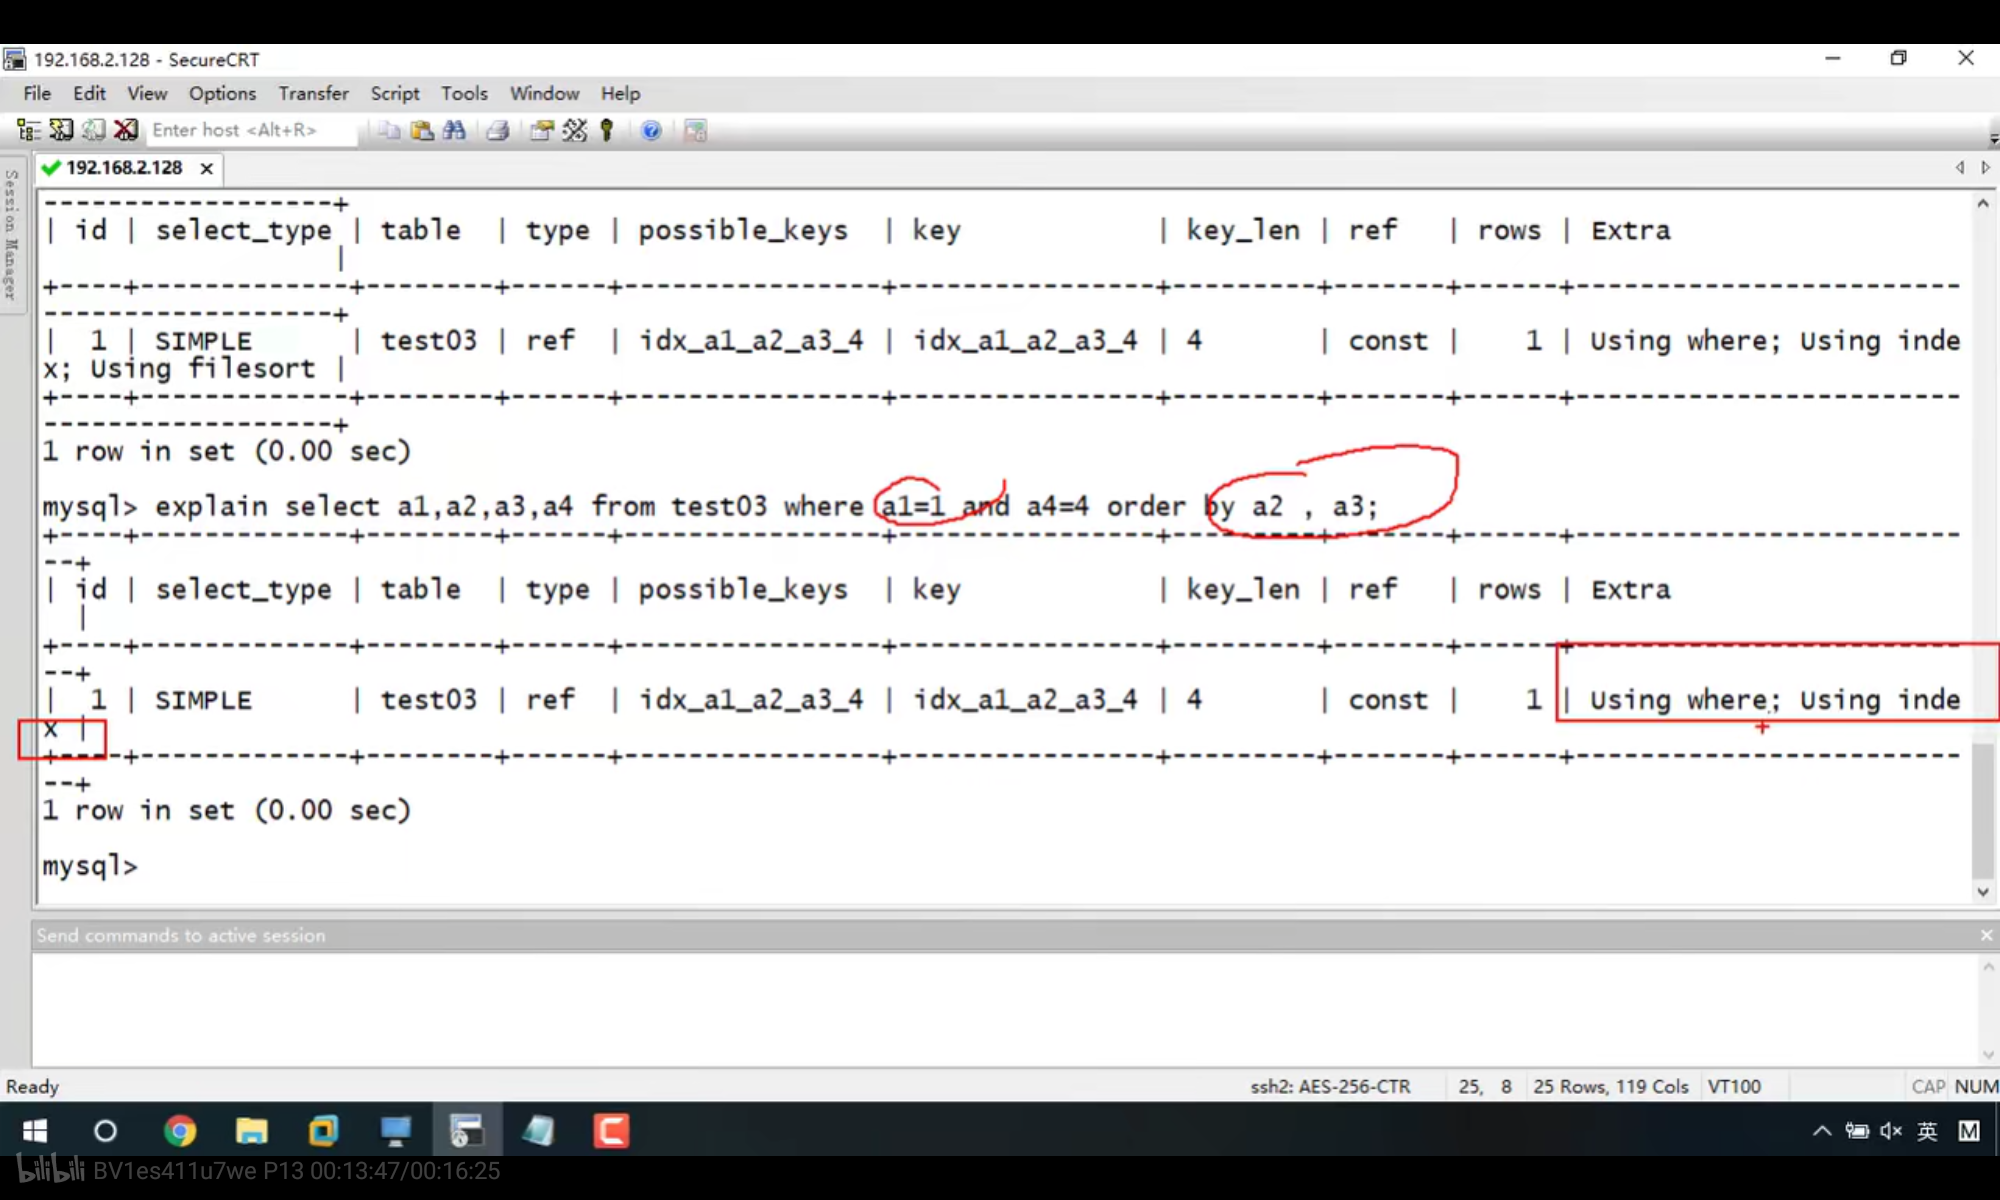 192.168.2.128 - SecureCRT
File Edit View Options Transfer Script Tools Window Help
Enter host <Alt+R>
192.168.2.128
Session Manager
------------------+
| id | select_type | table | type | possible_keys | key | key_len | ref | rows | Extra
|
+----+-------------+--------+------+----------------+----------------+---------+-------+------+------------------------
------------------+
| 1 | SIMPLE | test03 | ref | idx_a1_a2_a3_4 | idx_a1_a2_a3_4 | 4 | const | 1 | Using where; Using inde
x; Using filesort |
+----+-------------+--------+------+----------------+----------------+---------+-------+------+------------------------
------------------+
1 row in set (0.00 sec)
mysql> explain select a1,a2,a3,a4 from test03 where a1=1 and a4=4 order by a2 , a3;
+----+-------------+--------+------+----------------+----------------+---------+-------+------+------------------------
--+
| id | select_type | table | type | possible_keys | key | key_len | ref | rows | Extra
|
+----+-------------+--------+------+----------------+----------------+---------+-------+------+------------------------
--+
| 1 | SIMPLE | test03 | ref | idx_a1_a2_a3_4 | idx_a1_a2_a3_4 | 4 | const | 1 | Using where; Using inde
x |
+----+-------------+--------+------+----------------+----------------+---------+-------+------+------------------------
--+
1 row in set (0.00 sec)
mysql>
Send commands to active session
Ready ssh2: AES-256-CTR 25, 8 25 Rows, 119 Cols VT100 CAP NUM
英 M
bilibili BV1es411u7we P13 00:13:47/00:16:25